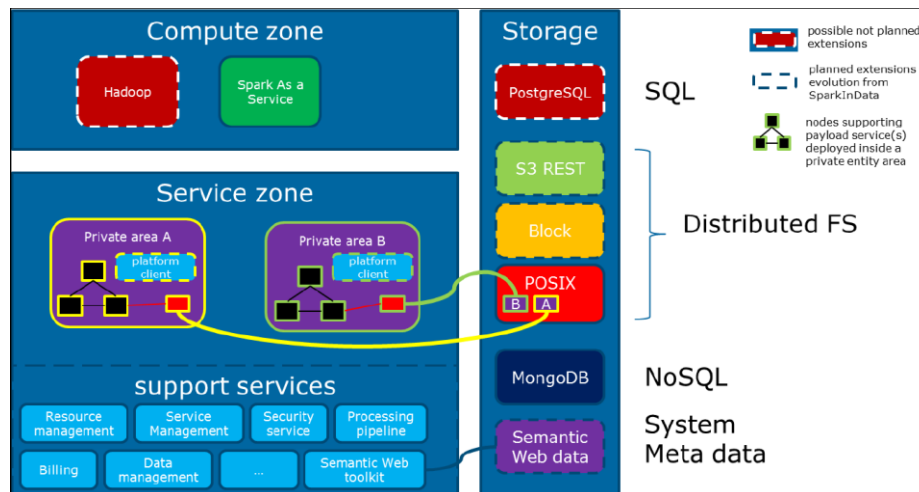 Compute zone
Hadoop
Spark As a
Service
Service zone
Private area A
platform
client
Private area B
platform
client
support services
Resource
management
Service
Management
Security
service
Processing
pipeline
Billing
Data
management
...
Semantic Web
toolkit
Storage
PostgreSQL
S3 REST
Block
POSIX
B
A
MongoDB
Semantic
Web data
SQL
Distributed FS
NoSQL
System
Meta data
possible not planned
extensions
planned extensions
evolution from
SparkInData
nodes supporting
payload service(s)
deployed inside a
private entity area